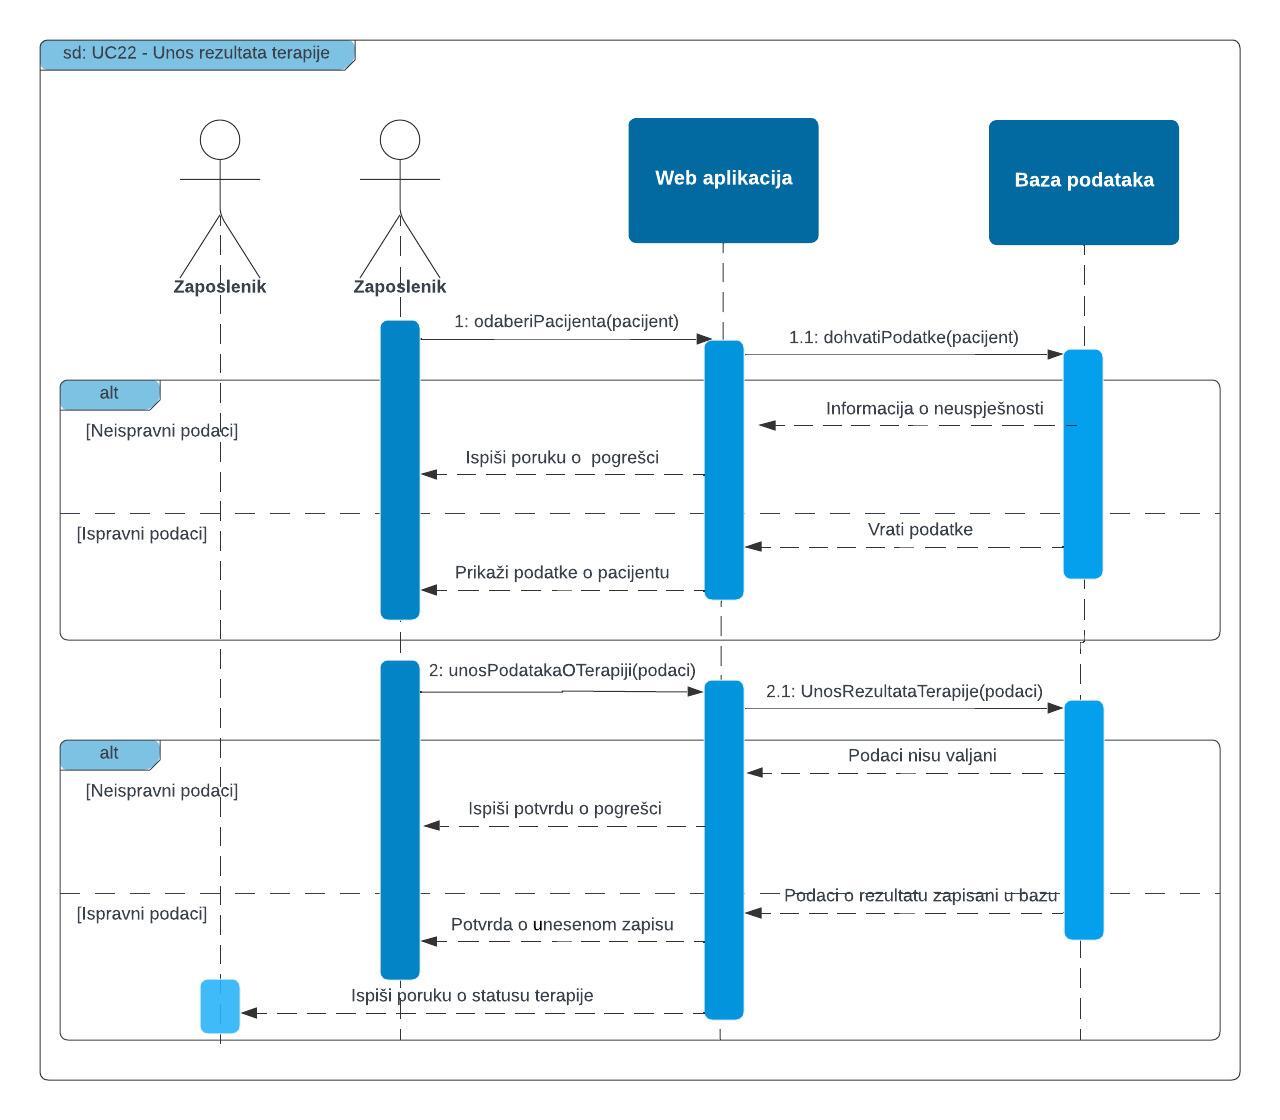 sd: UC22 - Unos rezultata terapije
Web aplikacija
Baza podataka
Zaposlenik
Zaposlenik
1: odaberiPacijenta(pacijent)
1.1: dohvatiPodatke(pacijent)
alt
[Neispravni podaci]
Informacija o neuspješnosti
Ispiši poruku o  pogrešci
[Ispravni podaci]
Vrati podatke
Prikaži podatke o pacijentu
2: unosPodatakaOTerapiji(podaci)
2.1: UnosRezultataTerapije(podaci)
alt
[Neispravni podaci]
Podaci nisu valjani
Ispiši potvrdu o pogrešci
[Ispravni podaci]
Podaci o rezultatu zapisani u bazu
Potvrda o unesenom zapisu
Ispiši poruku o statusu terapije